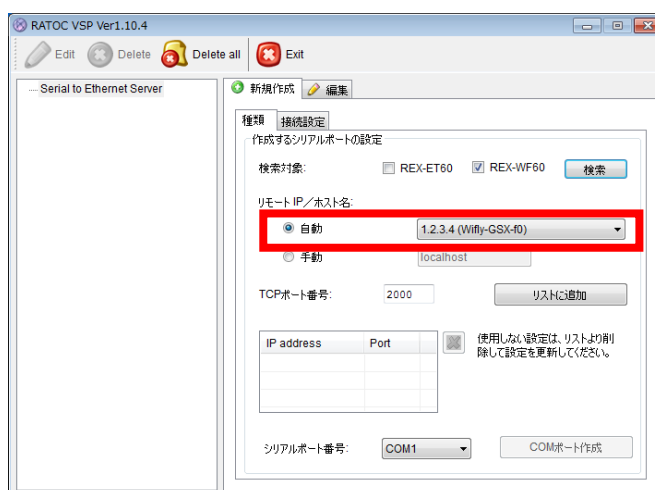 RATOC VSP Ver1.10.4
Edit Delete Delete all Exit
Serial to Ethernet Server
新規作成 編集
種類 接続設定
作成するシリアルポートの設定
検索対象: REX-ET60 REX-WF60 検索
リモート IP/ホスト名:
自動 1.2.3.4 (Wifly-GSX-f0)
手動 localhost
TCPポート番号: 2000 リストに追加
IP address Port
使用しない設定は、リストより削
除して設定を更新してください。
シリアルポート番号: COM1 COMポート作成